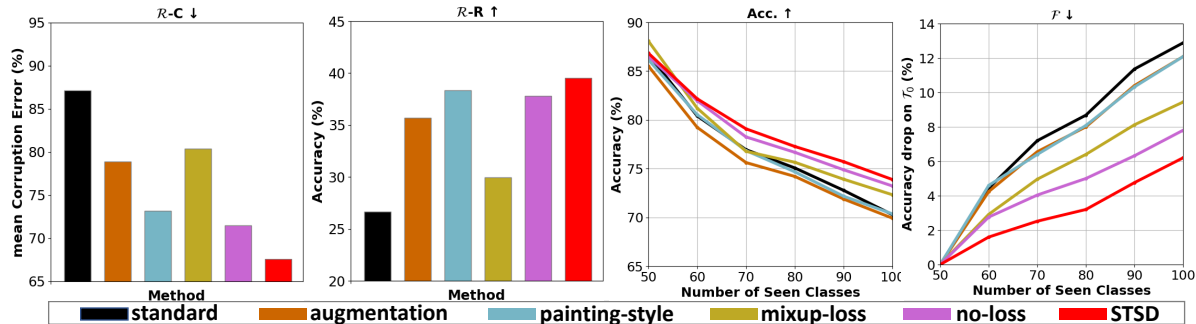 R-C ↓
95
90
85
80
75
70
65
mean Corruption Error (%)
Method
R-R ↑
45
40
35
30
25
20
Accuracy (%)
Method
Acc. ↑
90
85
80
75
70
65
Accuracy (%)
50 60 70 80 90 100
Number of Seen Classes
F ↓
14
12
10
8
6
4
2
0
Accuracy drop on T₀ (%)
50 60 70 80 90 100
Number of Seen Classes
standard augmentation painting-style mixup-loss no-loss STSD